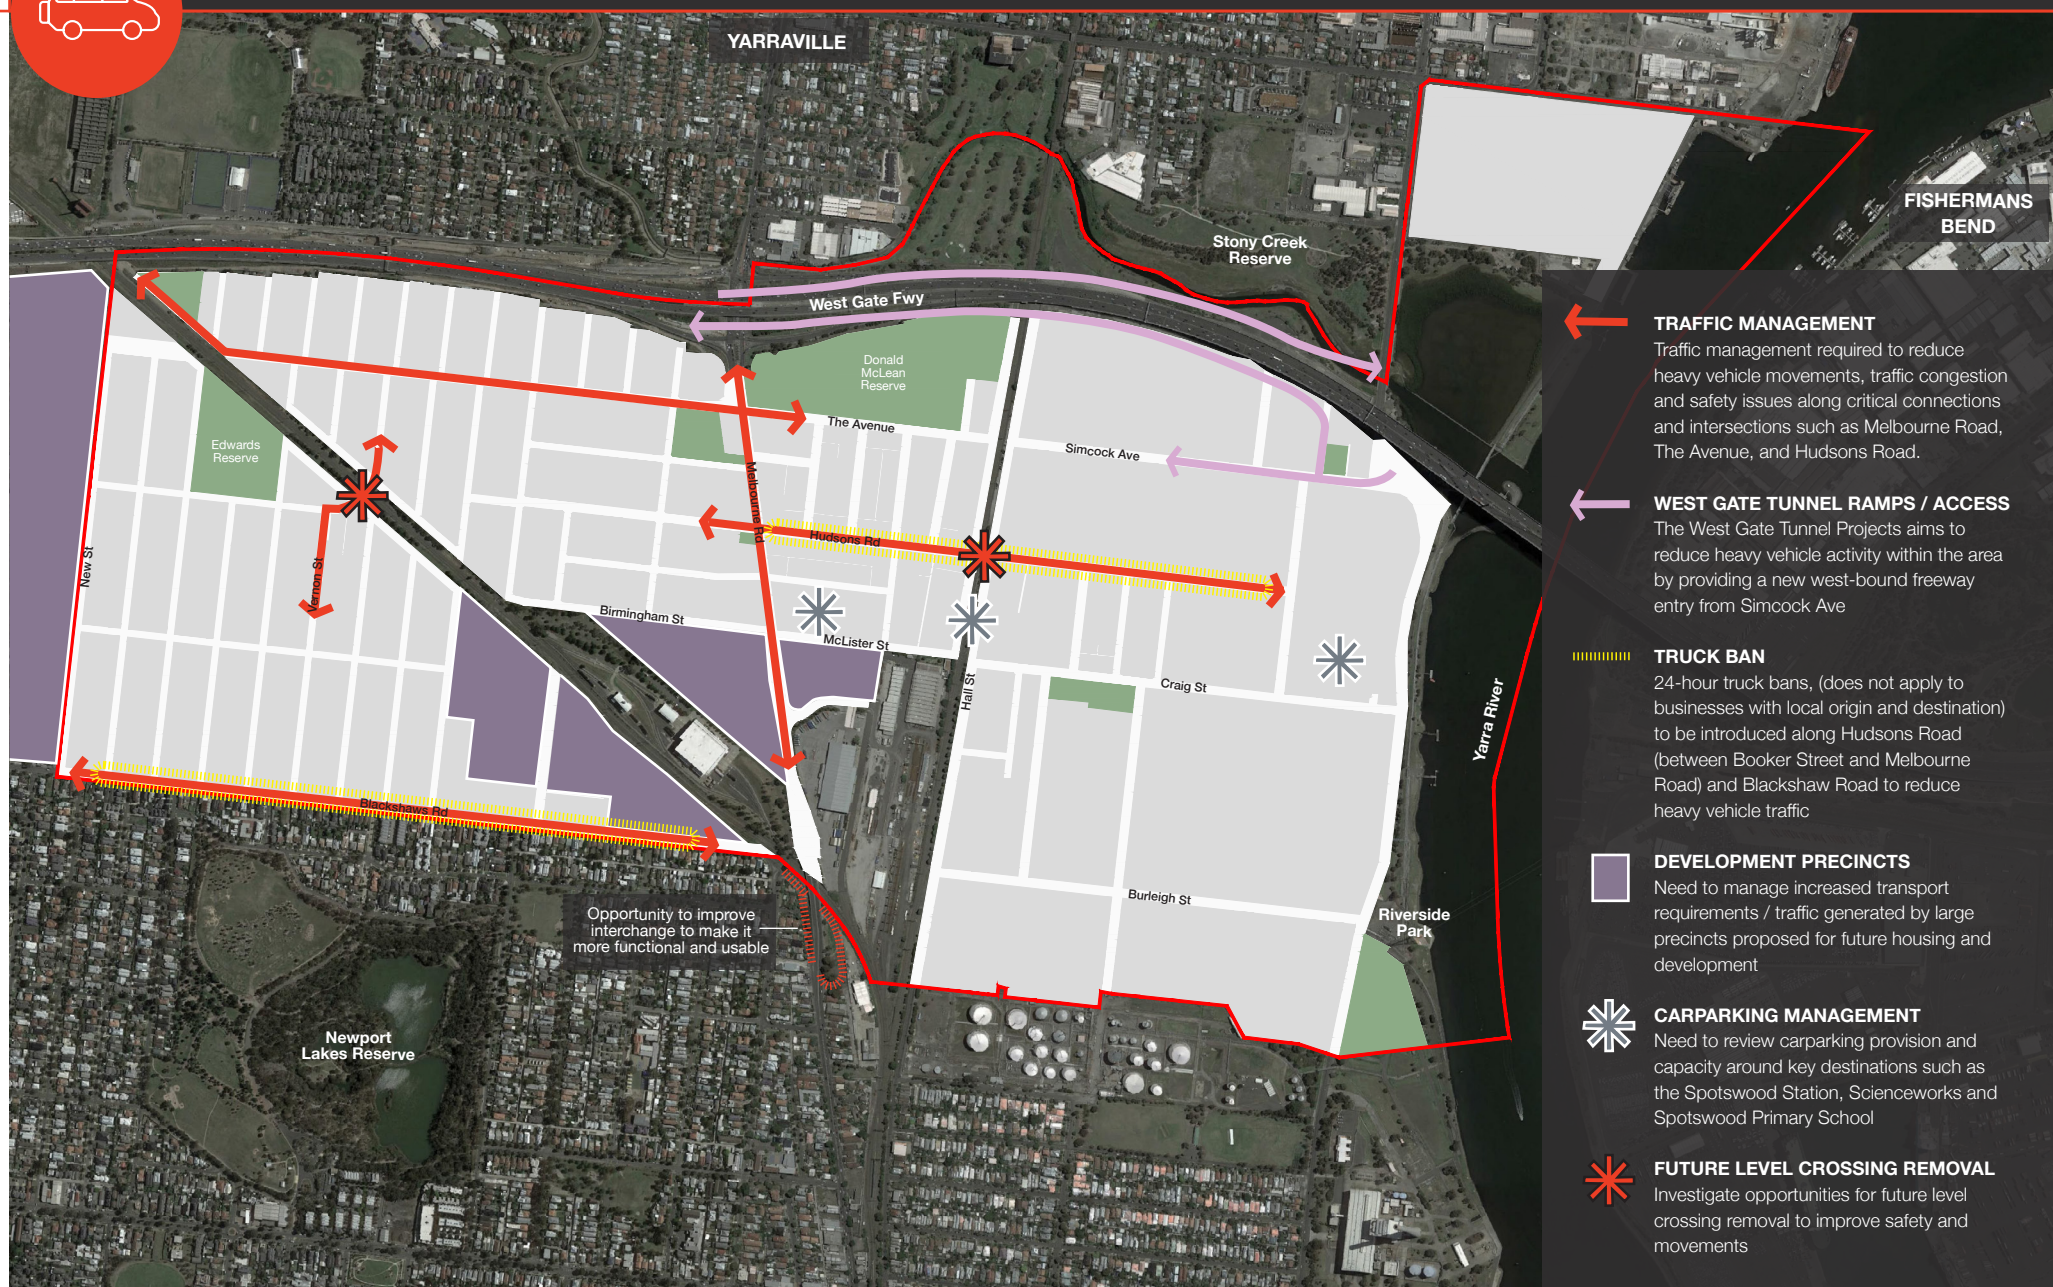 YARRAVILLE
FISHERMANS
BEND
Stony Creek
Reserve
West Gate Fwy
Donald
McLean
Reserve
The Avenue
Simcock Ave
Edwards
Reserve
Melbourne Rd
Hudsons Rd
New St
Vernon St
Birmingham St
McLister St
Hall St
Craig St
Yarra River
Blackshaws Rd
Burleigh St
Riverside
Park
Opportunity to improve
interchange to make it
more functional and usable
Newport
Lakes Reserve
TRAFFIC MANAGEMENT
Traffic management required to reduce
heavy vehicle movements, traffic congestion
and safety issues along critical connections
and intersections such as Melbourne Road,
The Avenue, and Hudsons Road.
WEST GATE TUNNEL RAMPS / ACCESS
The West Gate Tunnel Projects aims to
reduce heavy vehicle activity within the area
by providing a new west-bound freeway
entry from Simcock Ave
TRUCK BAN
24-hour truck bans, (does not apply to
businesses with local origin and destination)
to be introduced along Hudsons Road
(between Booker Street and Melbourne
Road) and Blackshaw Road to reduce
heavy vehicle traffic
DEVELOPMENT PRECINCTS
Need to manage increased transport
requirements / traffic generated by large
precincts proposed for future housing and
development
CARPARKING MANAGEMENT
Need to review carparking provision and
capacity around key destinations such as
the Spotswood Station, Scienceworks and
Spotswood Primary School
FUTURE LEVEL CROSSING REMOVAL
Investigate opportunities for future level
crossing removal to improve safety and
movements